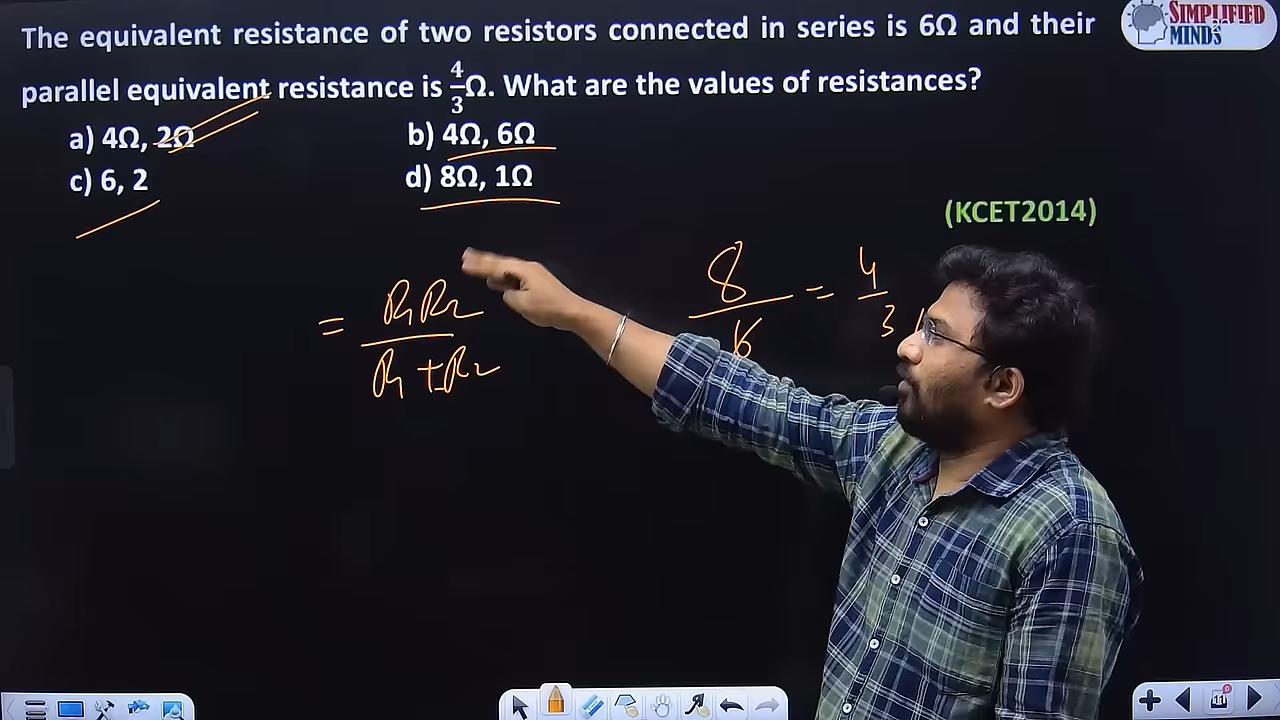 The equivalent resistance of two resistors connected in series is 6Ω and their
parallel equivalent resistance is 4/3 Ω. What are the values of resistances?
a) 4Ω, 2Ω
b) 4Ω, 6Ω
c) 6, 2
d) 8Ω, 1Ω
(KCET2014)
= R1R2 / R1 + R2
8/6 = 4/3
SIMPLIFIED
MINDS
11